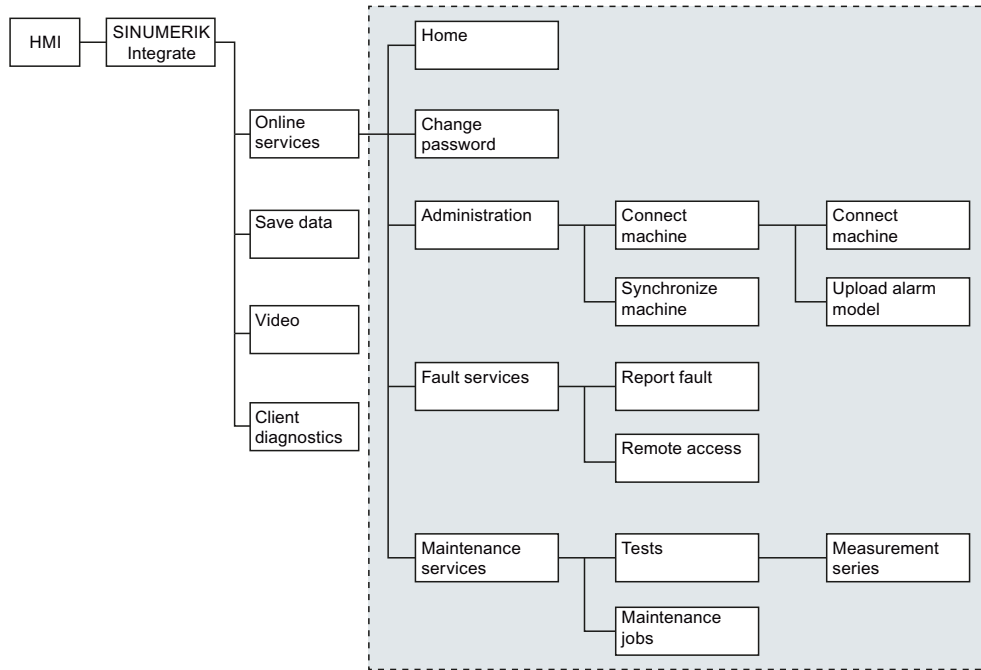 HMI
SINUMERIK
Integrate
Home
Online
services
Change
password
Save data
Administration
Connect
machine
Connect
machine
Synchronize
machine
Upload alarm
model
Video
Fault services
Report fault
Client
diagnostics
Remote access
Maintenance
services
Tests
Measurement
series
Maintenance
jobs